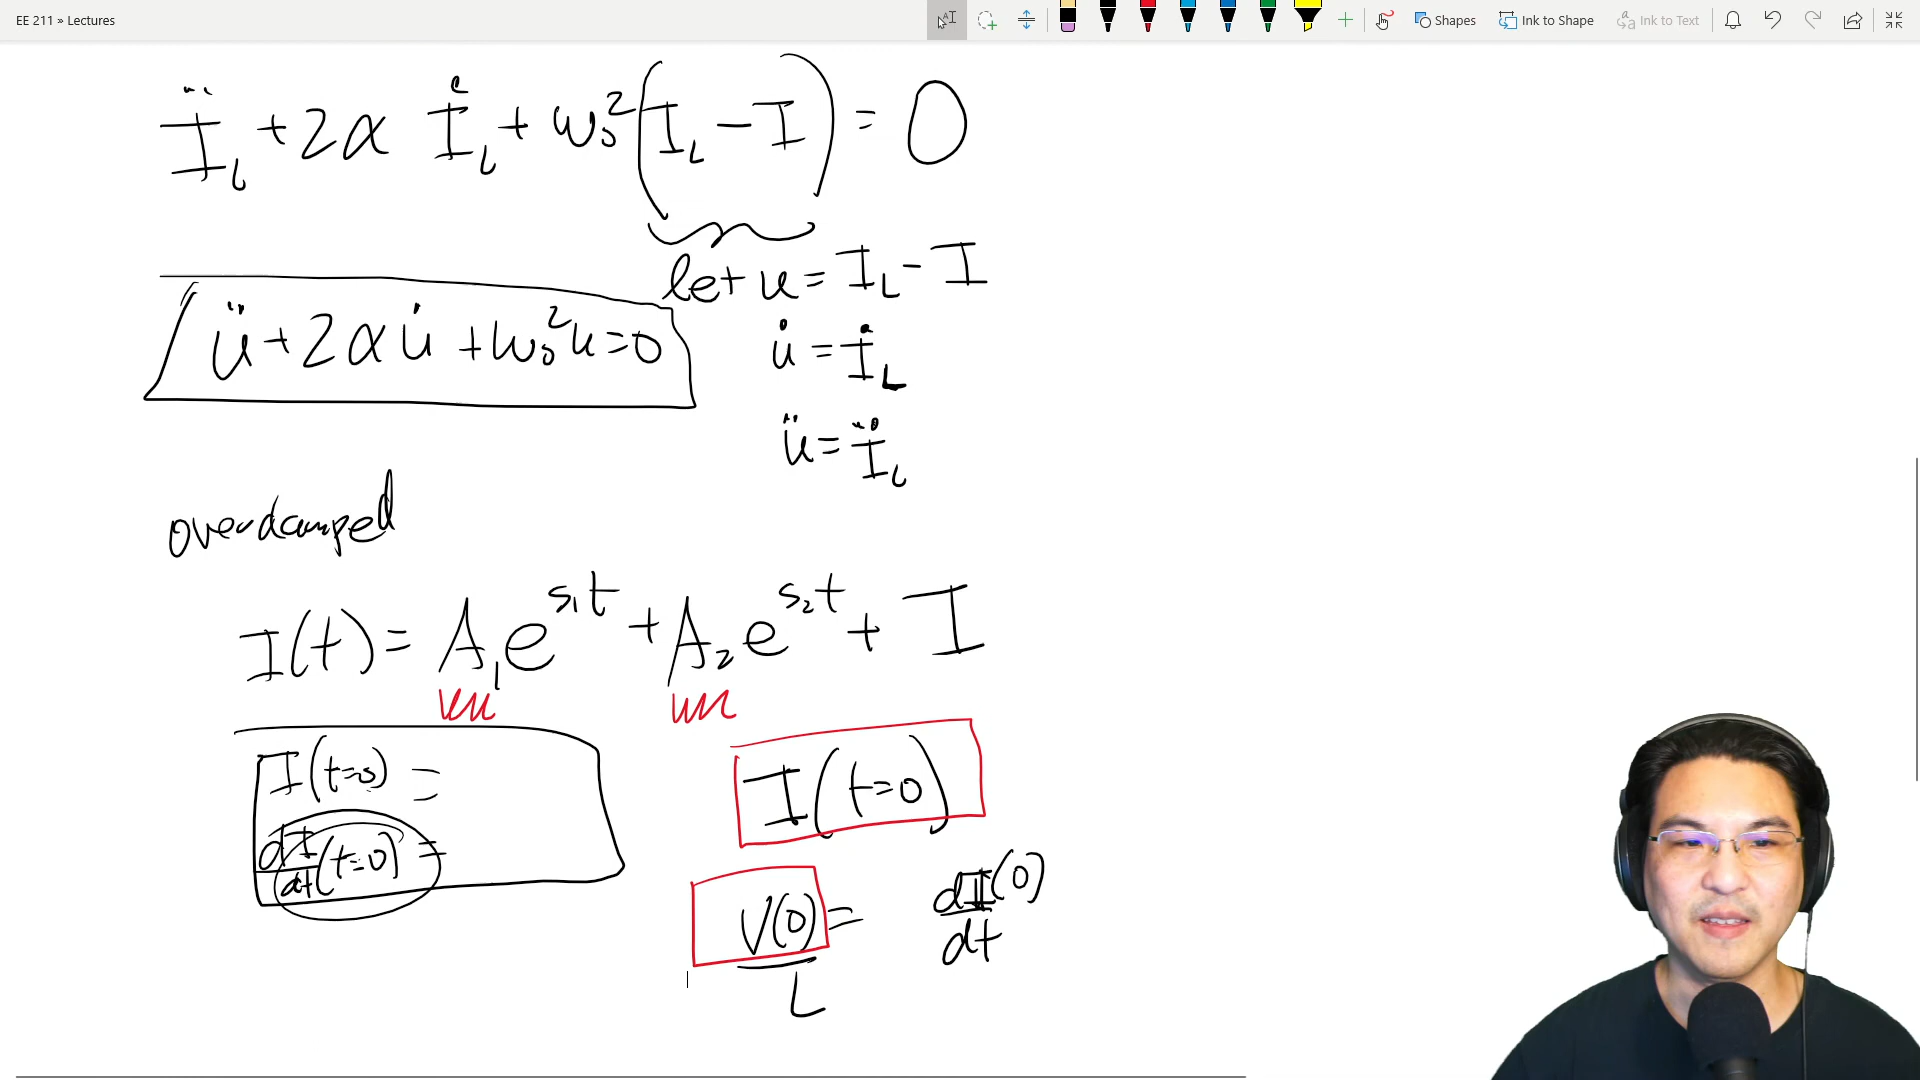 EE 211 » Lectures
Shapes
Ink to Shape
Ink to Text
Ï_L + 2α İ_L + ω₀²(I_L − I) = 0
let u = I_L − I
ü + 2α u̇ + ω₀² u = 0
u̇ = İ_L
ü = Ï_L
overdamped
I(t) = A₁e^{s₁t} + A₂e^{s₂t} + I
I(t=0) =
dI/dt (t=0) =
I(t=0)
V(0)/L = dI(0)/dt